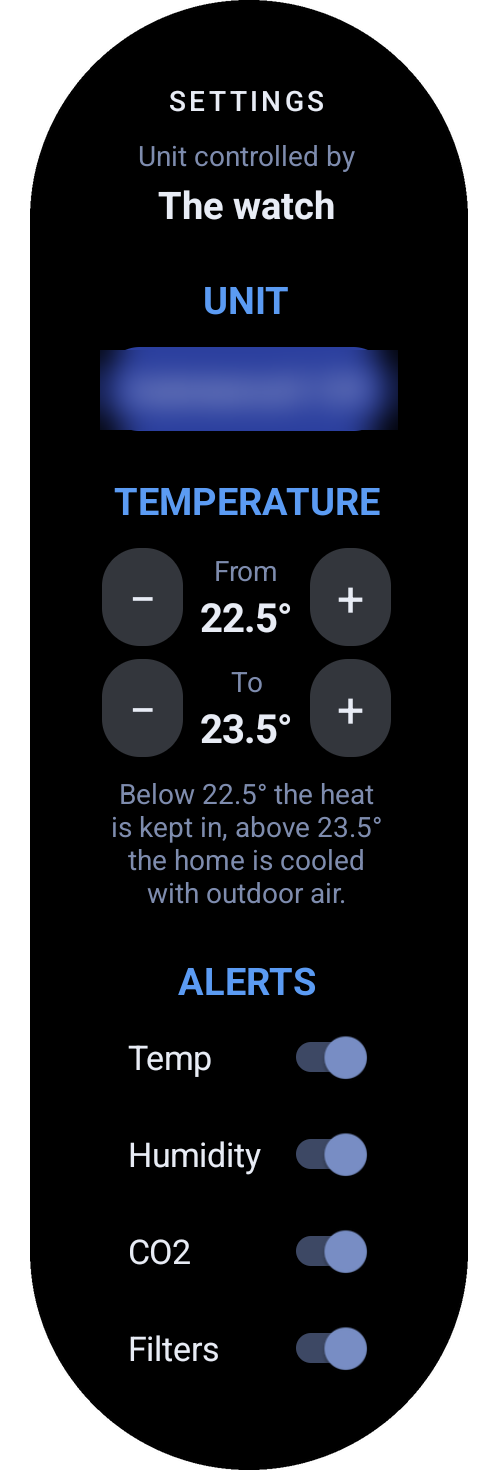 SETTINGS
Unit controlled by
The watch
UNIT
TEMPERATURE
− From +
22.5°
− To +
23.5°
Below 22.5° the heat
is kept in, above 23.5°
the home is cooled
with outdoor air.
ALERTS
Temp
Humidity
CO2
Filters